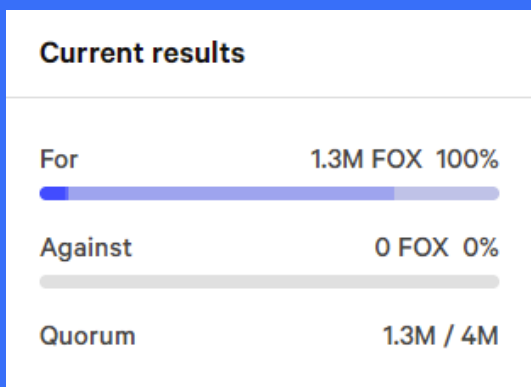 Current results
For 1.3M FOX 100%
Against 0 FOX 0%
Quorum 1.3M / 4M